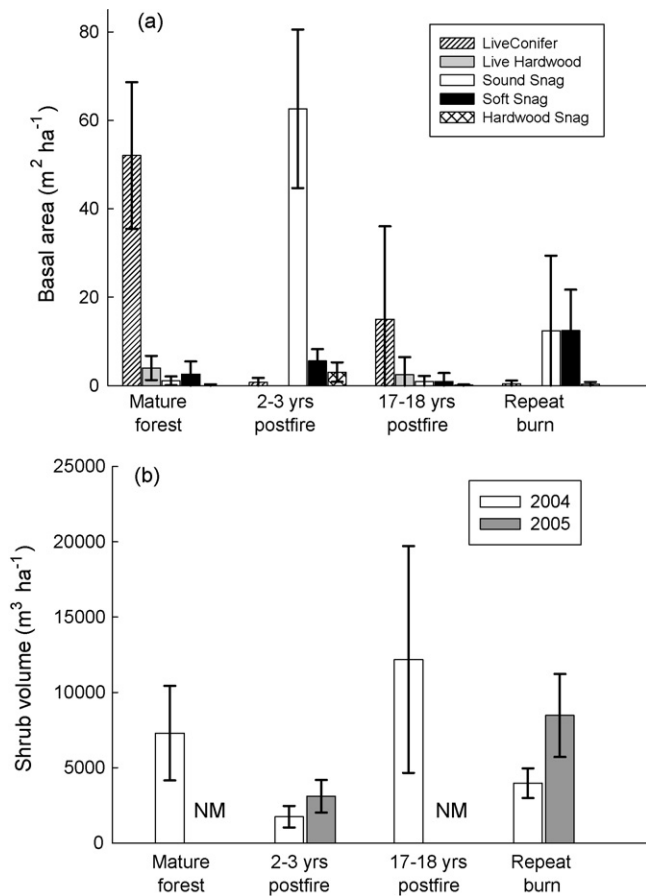 (a)
LiveConifer
Live Hardwood
Sound Snag
Soft Snag
Hardwood Snag
Basal area (m² ha⁻¹)
80
60
40
20
0
Mature forest
2-3 yrs postfire
17-18 yrs postfire
Repeat burn
(b)
2004
2005
Shrub volume (m³ ha⁻¹)
25000
20000
15000
10000
5000
0
NM
NM
Mature forest
2-3 yrs postfire
17-18 yrs postfire
Repeat burn